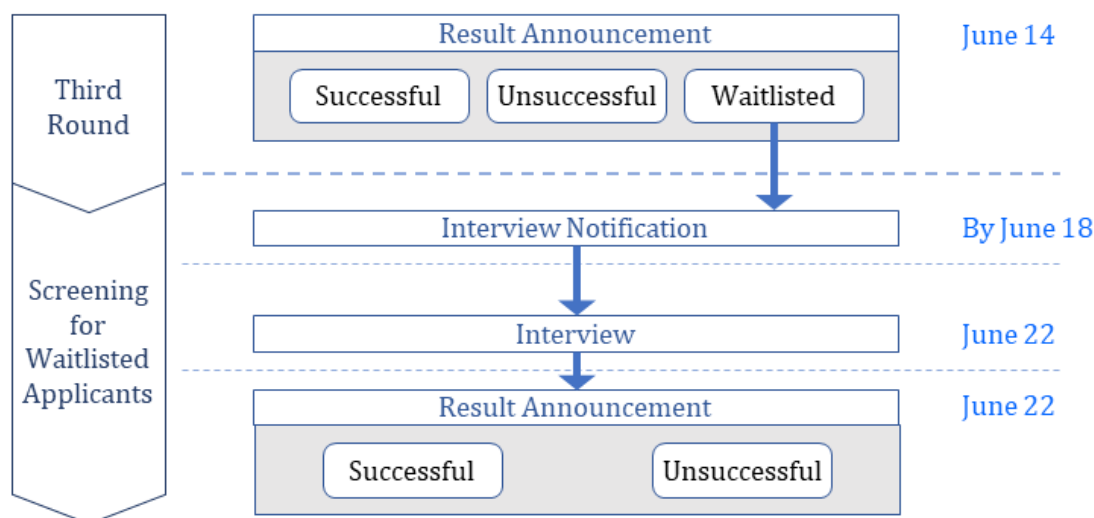 Result Announcement
June 14
Third
Round
Successful
Unsuccessful
Waitlisted
Interview Notification
By June 18
Screening
for
Waitlisted
Applicants
Interview
June 22
Result Announcement
June 22
Successful
Unsuccessful